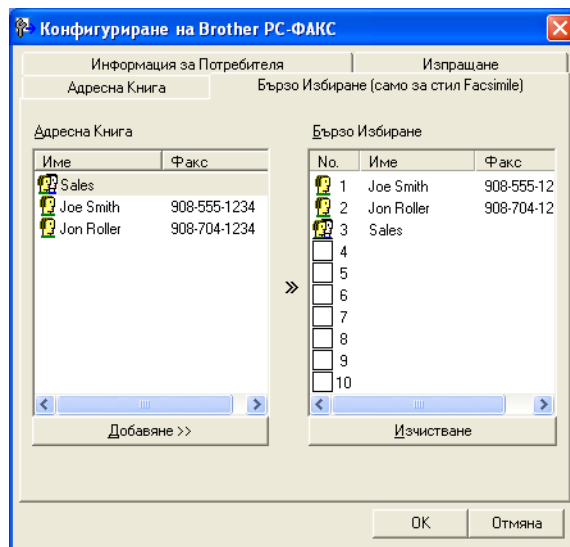 Конфигуриране на Brother PC-ФАКС
Информация за Потребителя Изпращане
Адресна Книга Бързо Избиране (само за стил Facsimile)
Адресна Книга Бързо Избиране
Име Факс No. Име Факс
Sales 1 Joe Smith 908-555-12
Joe Smith 908-555-1234 2 Jon Roller 908-704-12
Jon Roller 908-704-1234 3 Sales
4
5
»
6
7
8
9
10
Добавяне >> Изчистване
OK Отмяна